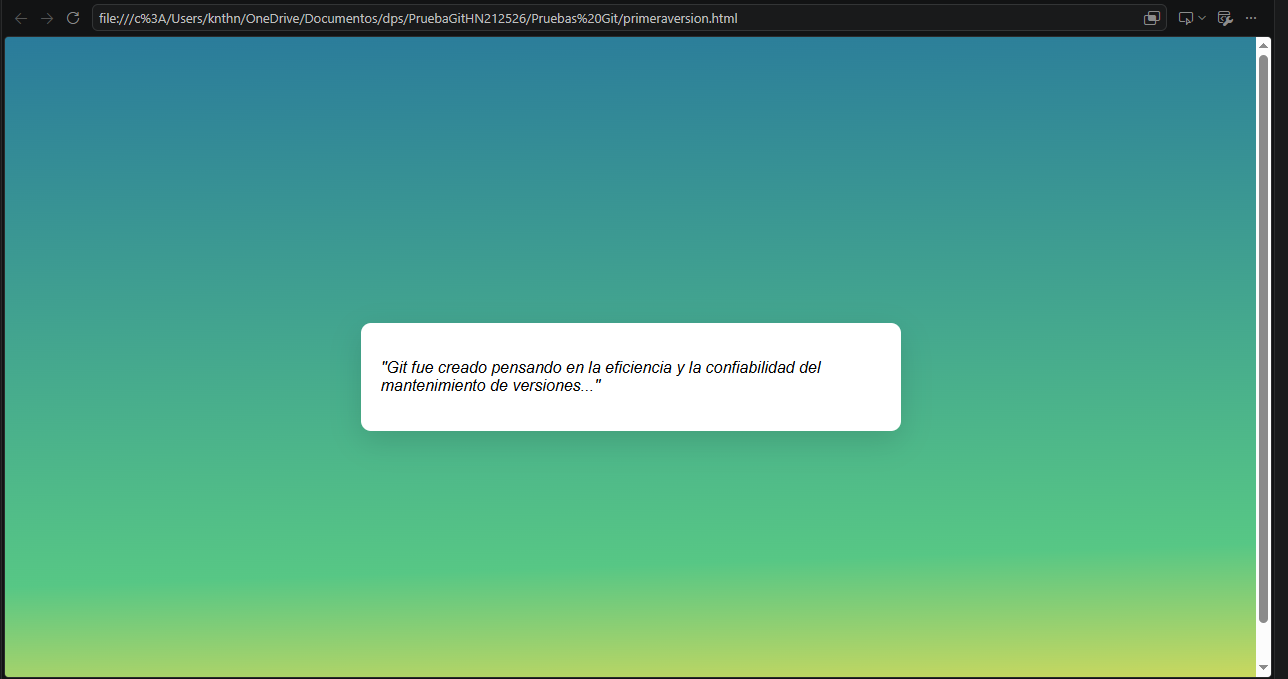 file:///c%3A/Users/knthn/OneDrive/Documentos/dps/PruebaGitHN212526/Pruebas%20Git/primeraversion.html
"Git fue creado pensando en la eficiencia y la confiabilidad del
mantenimiento de versiones..."